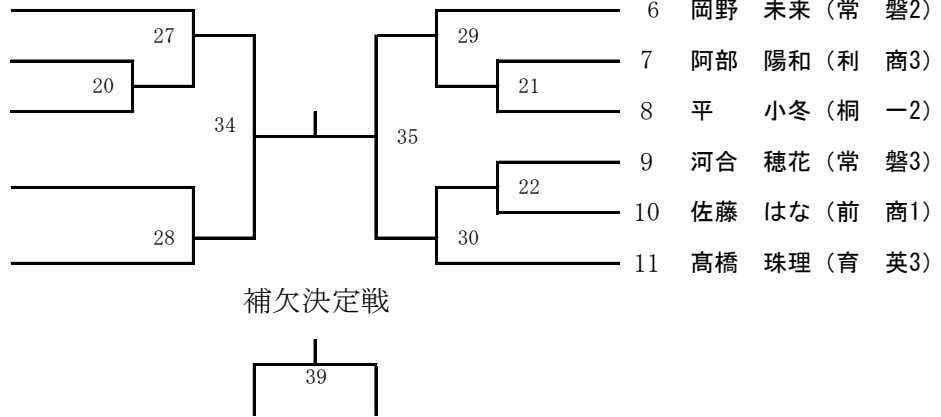 6 岡野 未来（常 磐2）
27 29
7 阿部 陽和（利 商3）
20 21
8 平 小冬（桐 一2）
34 35
9 河合 穂花（常 磐3）
22
10 佐藤 はな（前 商1）
28 30
11 髙橋 珠理（育 英3）
補欠決定戦
39